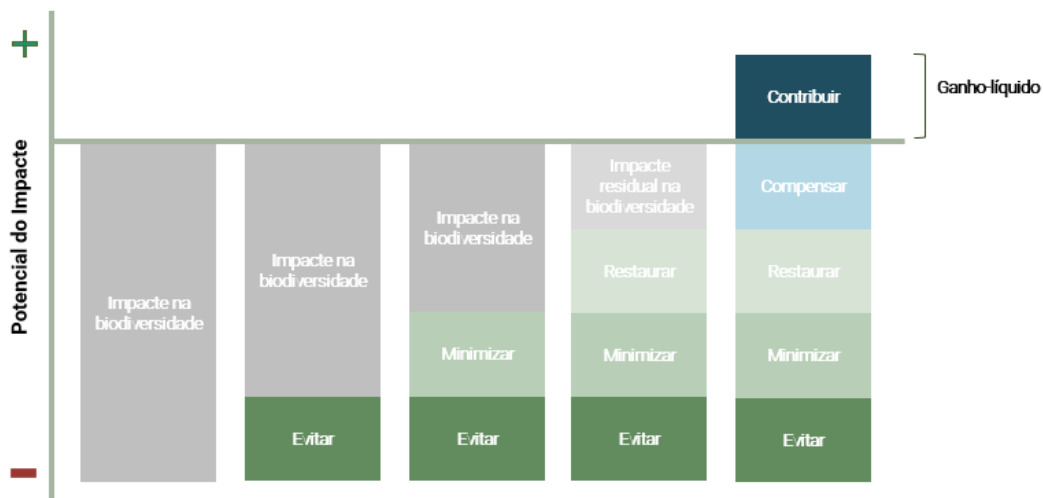 +
Contribuir
Ganho-líquido
Potencial do Impacte
Impacte na
biodiversidade
Impacte na
biodiversidade
Evitar
Impacte na
biodiversidade
Minimizar
Evitar
Impacte
residual na
biodiversidade
Restaurar
Minimizar
Evitar
Compensar
Restaurar
Minimizar
Evitar